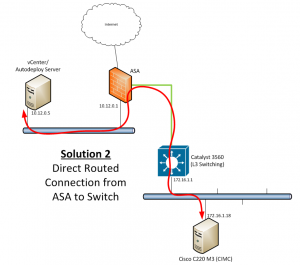 Internet
vCenter/
Autodeploy Server
ASA
10.12.0.1
10.12.0.5
Solution 2
Direct Routed
Connection from
ASA to Switch
Catalyst 3560
(L3 Switching)
172.16.1.1
172.16.1.18
Cisco C220 M3 (CIMC)